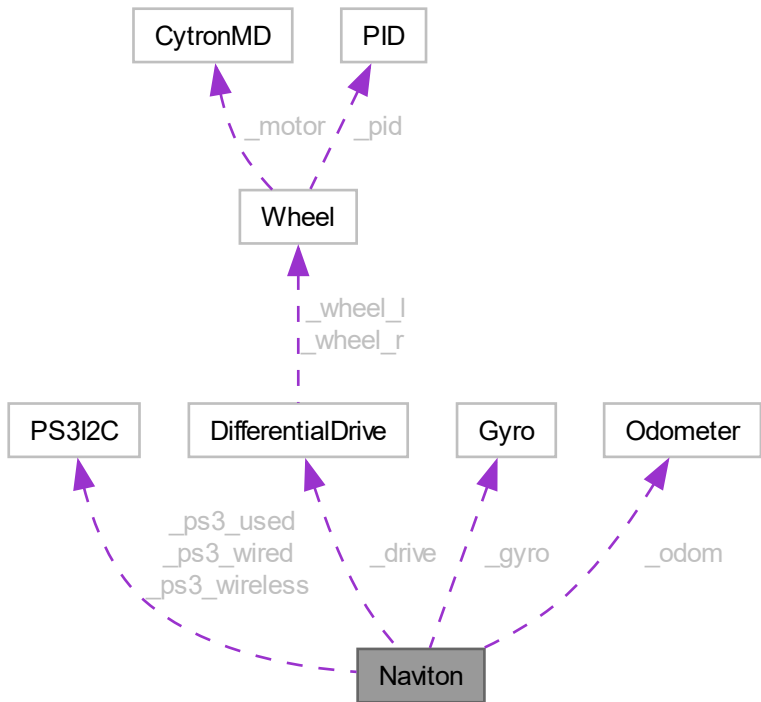 CytronMD
PID
_motor
_pid
Wheel
_wheel_l
_wheel_r
PS3I2C
DifferentialDrive
Gyro
Odometer
_ps3_used
_ps3_wired
_ps3_wireless
_drive
_gyro
_odom
Naviton